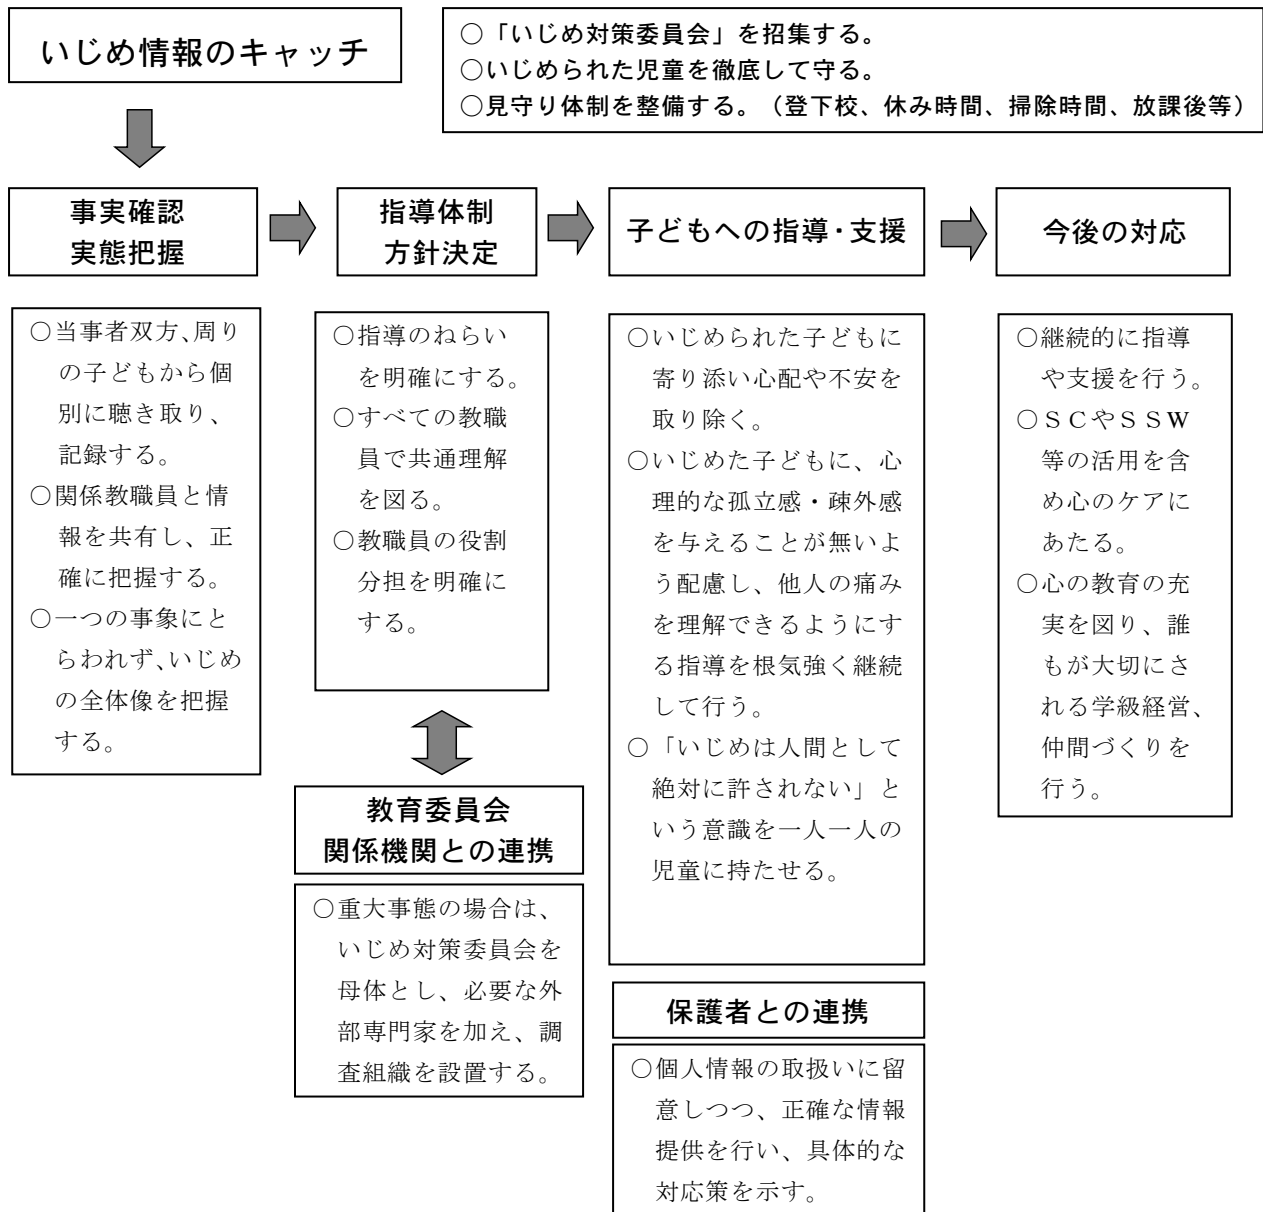 いじめ情報のキャッチ
○「いじめ対策委員会」を招集する。
○いじめられた児童を徹底して守る。
○見守り体制を整備する。（登下校、休み時間、掃除時間、放課後等）
事実確認
実態把握
指導体制
方針決定
子どもへの指導・支援
今後の対応
○当事者双方、周り
の子どもから個
別に聴き取り、
記録する。
○関係教職員と情
報を共有し、正
確に把握する。
○一つの事象にと
らわれず、いじめ
の全体像を把握
する。
○指導のねらい
を明確にする。
○すべての教職
員で共通理解
を図る。
○教職員の役割
分担を明確に
する。
教育委員会
関係機関との連携
○重大事態の場合は、
いじめ対策委員会を
母体とし、必要な外
部専門家を加え、調
査組織を設置する。
○いじめられた子どもに
寄り添い心配や不安を
取り除く。
○いじめた子どもに、心
理的な孤立感・疎外感
を与えることが無いよ
う配慮し、他人の痛み
を理解できるようにす
る指導を根気強く継続
して行う。
○「いじめは人間として
絶対に許されない」と
いう意識を一人一人の
児童に持たせる。
保護者との連携
○個人情報の取扱いに留
意しつつ、正確な情報
提供を行い、具体的な
対応策を示す。
○継続的に指導
や支援を行う。
○ＳＣやＳＳＷ
等の活用を含
め心のケアに
あたる。
○心の教育の充
実を図り、誰
もが大切にさ
れる学級経営、
仲間づくりを
行う。